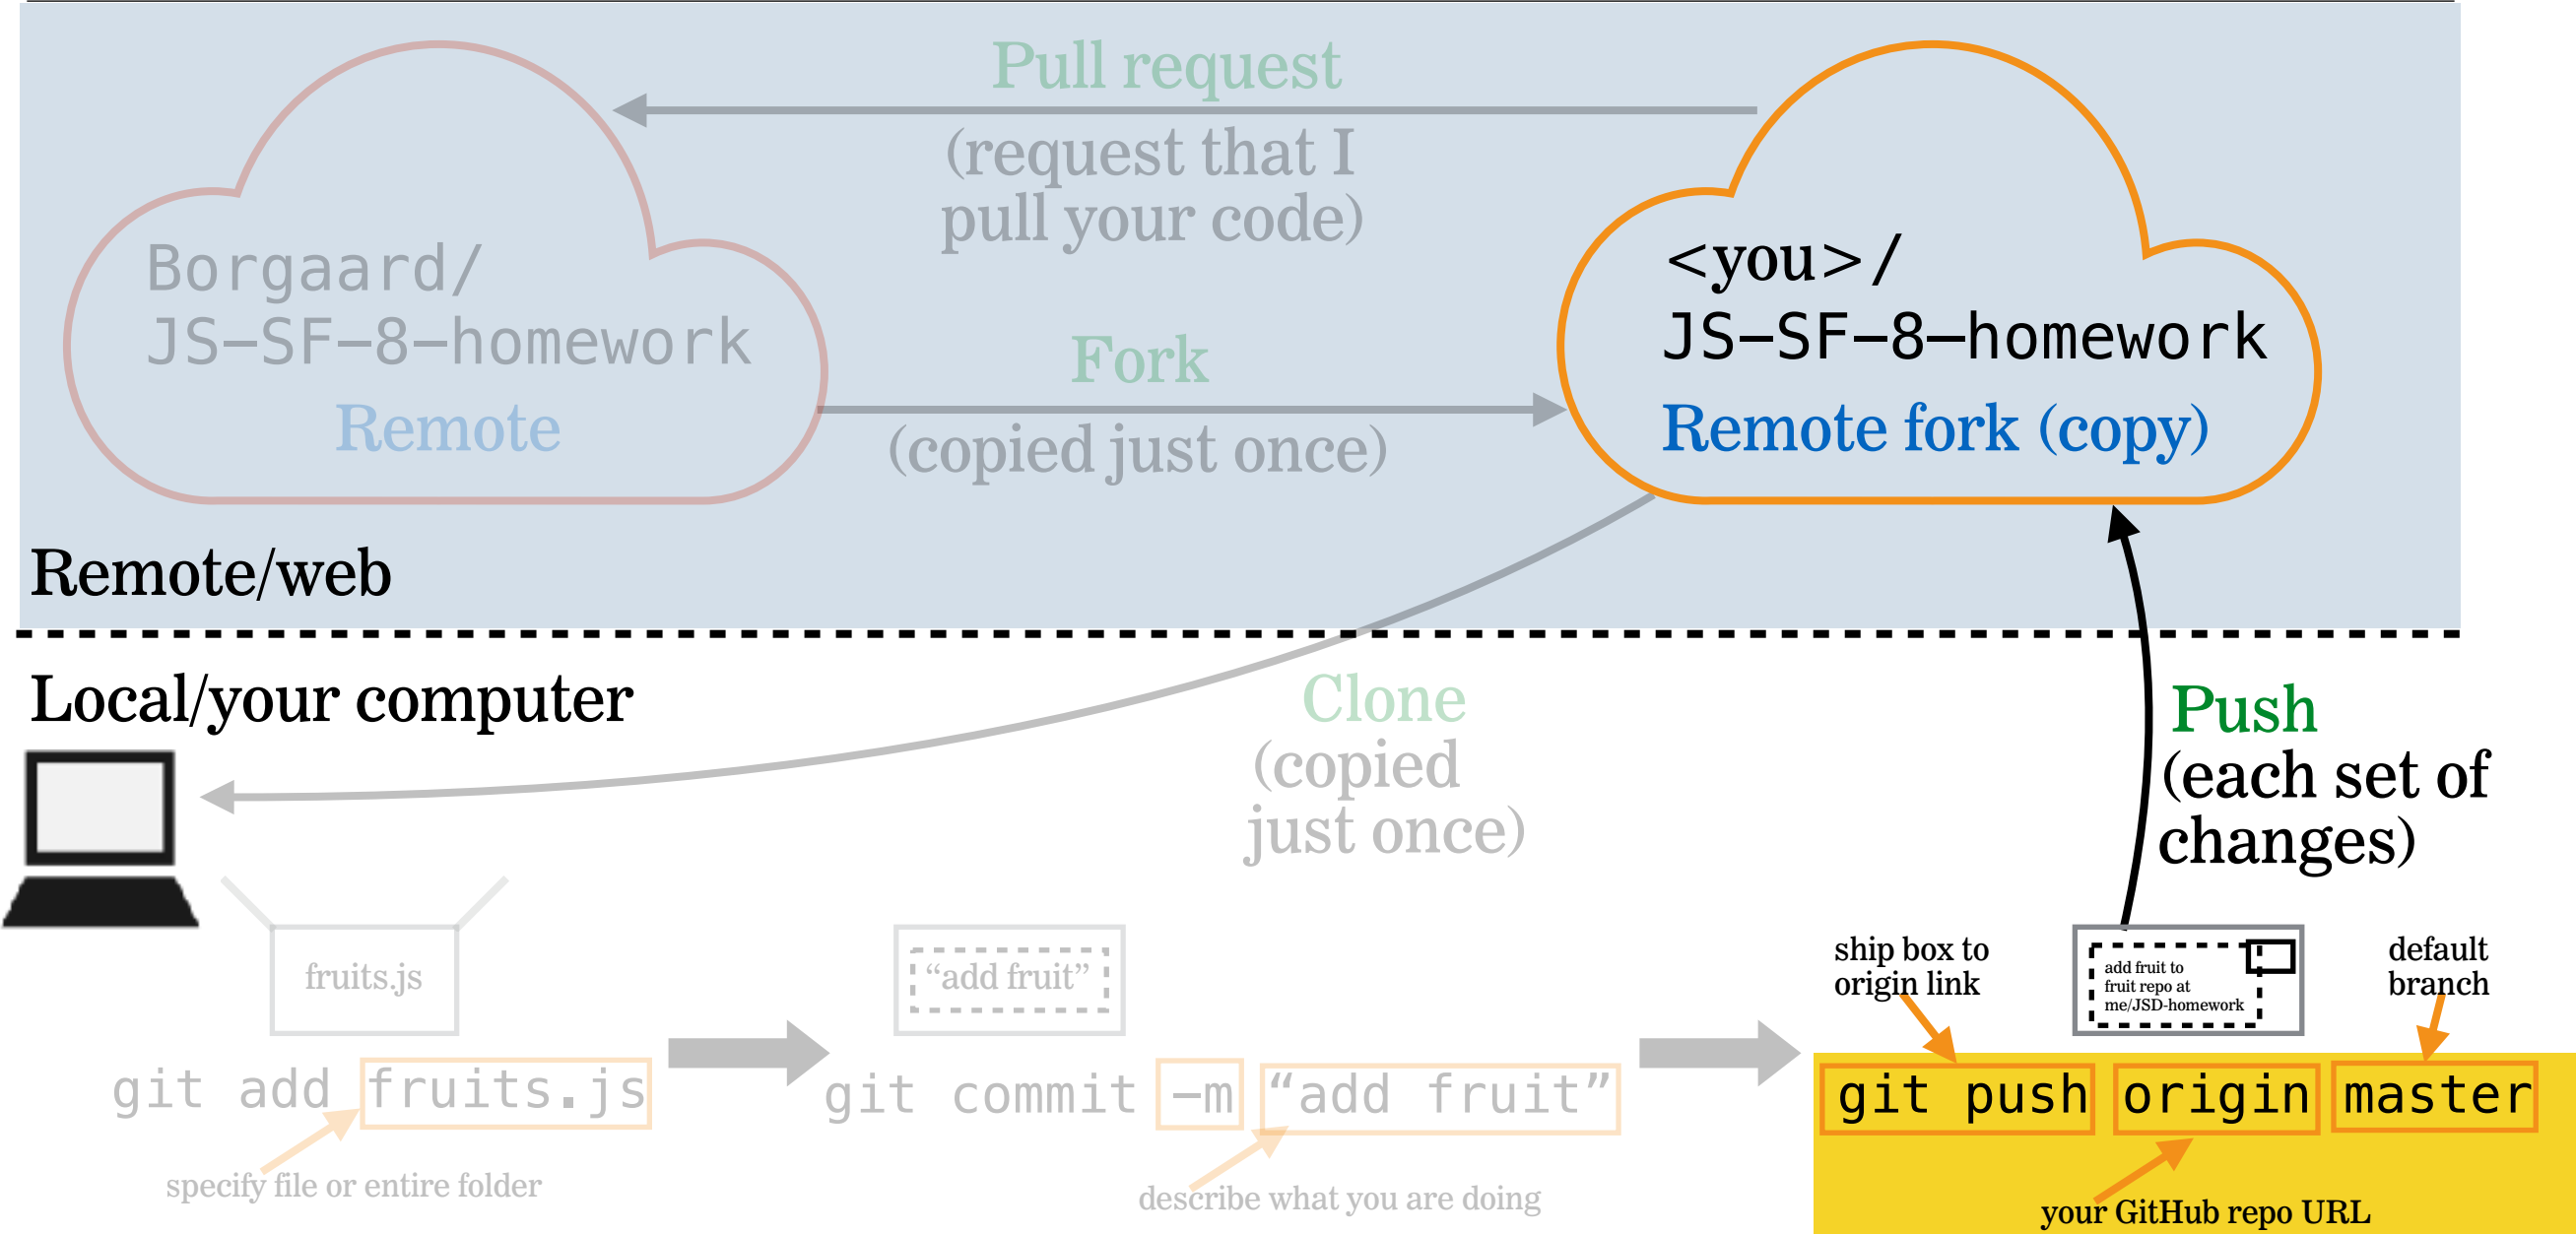 Pull request
(request that I
pull your code)
Borgaard/
JS-SF-8-homework
Remote
Fork
(copied just once)
<you>/
JS-SF-8-homework
Remote fork (copy)
Remote/web
Local/your computer
Clone
(copied
just once)
Push
(each set of
changes)
fruits.js
git add fruits.js
specify file or entire folder
“add fruit”
git commit -m “add fruit”
describe what you are doing
ship box to
origin link
add fruit to
fruit repo at
me/JSD-homework
default
branch
git push origin master
your GitHub repo URL